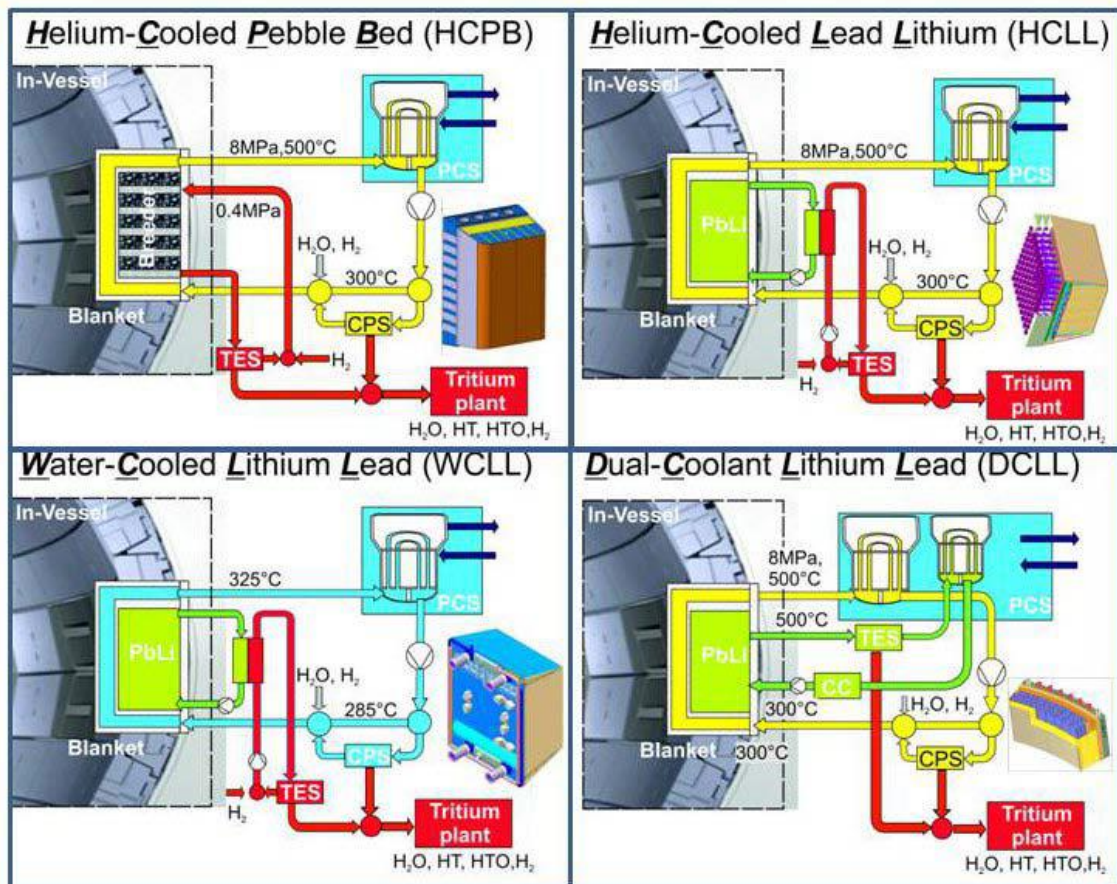 Helium-Cooled Pebble Bed (HCPB)
In-Vessel
8MPa,500°C
PCS
Breeder
0.4MPa
H₂O, H₂
300°C
Blanket
CPS
TES
H₂
Tritium
plant
H₂O, HT, HTO,H₂
Helium-Cooled Lead Lithium (HCLL)
In-Vessel
8MPa,500°C
PCS
PbLi
H₂O, H₂
300°C
Blanket
CPS
TES
H₂
Tritium
plant
H₂O, HT, HTO,H₂
Water-Cooled Lithium Lead (WCLL)
In-Vessel
325°C
PCS
PbLi
H₂O, H₂
285°C
Blanket
CPS
TES
H₂
Tritium
plant
H₂O, HT, HTO,H₂
Dual-Coolant Lithium Lead (DCLL)
In-Vessel
8MPa,
500°C
PCS
500°C
TES
PbLi
CC
300°C
H₂O, H₂
Blanket
300°C
CPS
Tritium
plant
H₂O, HT, HTO,H₂